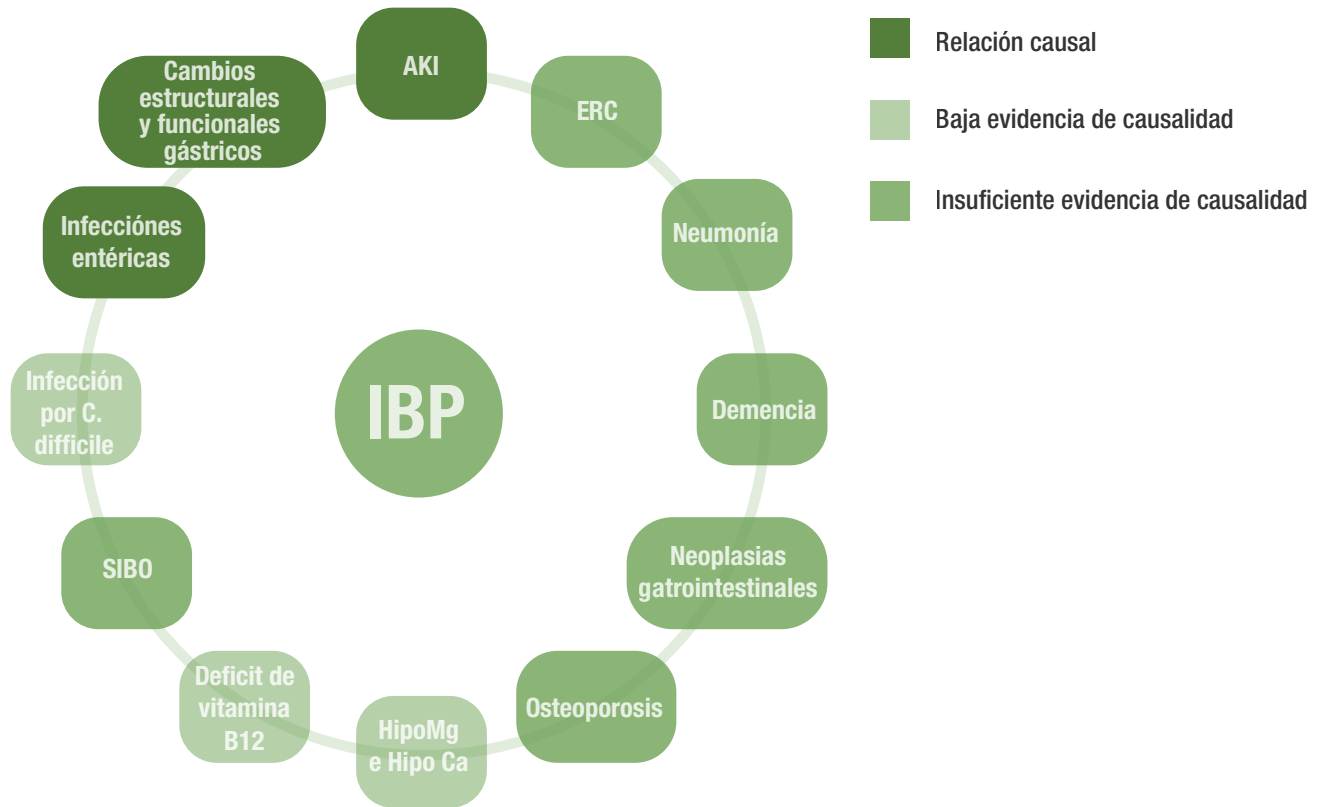 AKI
ERC
Neumonía
Demencia
Neoplasias
gatrointestinales
Osteoporosis
HipoMg
e Hipo Ca
Deficit de
vitamina
B12
SIBO
Infección
por C.
difficile
Infecciónes
entéricas
Cambios
estructurales
y funcionales
gástricos
IBP
Relación causal
Baja evidencia de causalidad
Insuficiente evidencia de causalidad